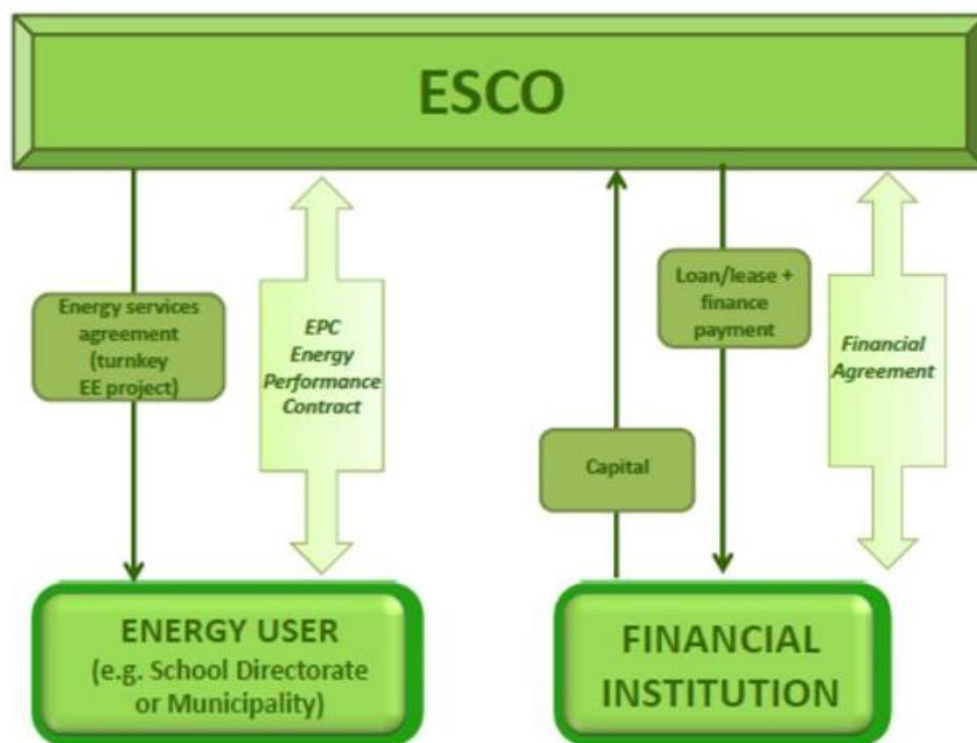 ESCO
Energy services
agreement
(turnkey
EE project)
EPC
Energy
Performance
Contract
Capital
Loan/lease +
finance
payment
Financial
Agreement
ENERGY USER
(e.g. School Directorate
or Municipality)
FINANCIAL
INSTITUTION